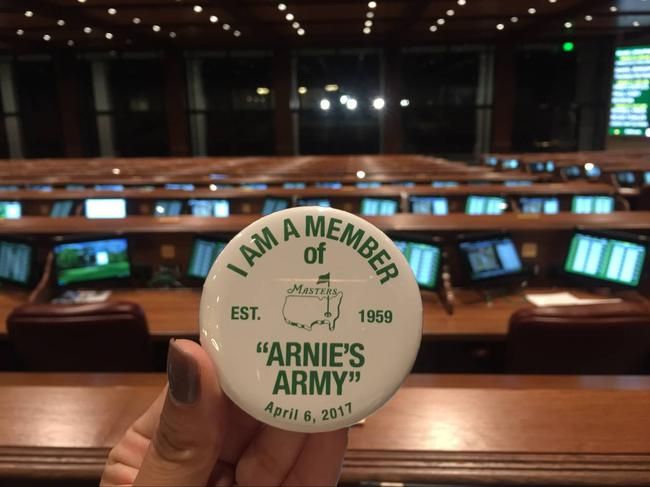 I AM A MEMBER
of
MASTERS
EST. 1959
“ARNIE'S
ARMY”
April 6, 2017